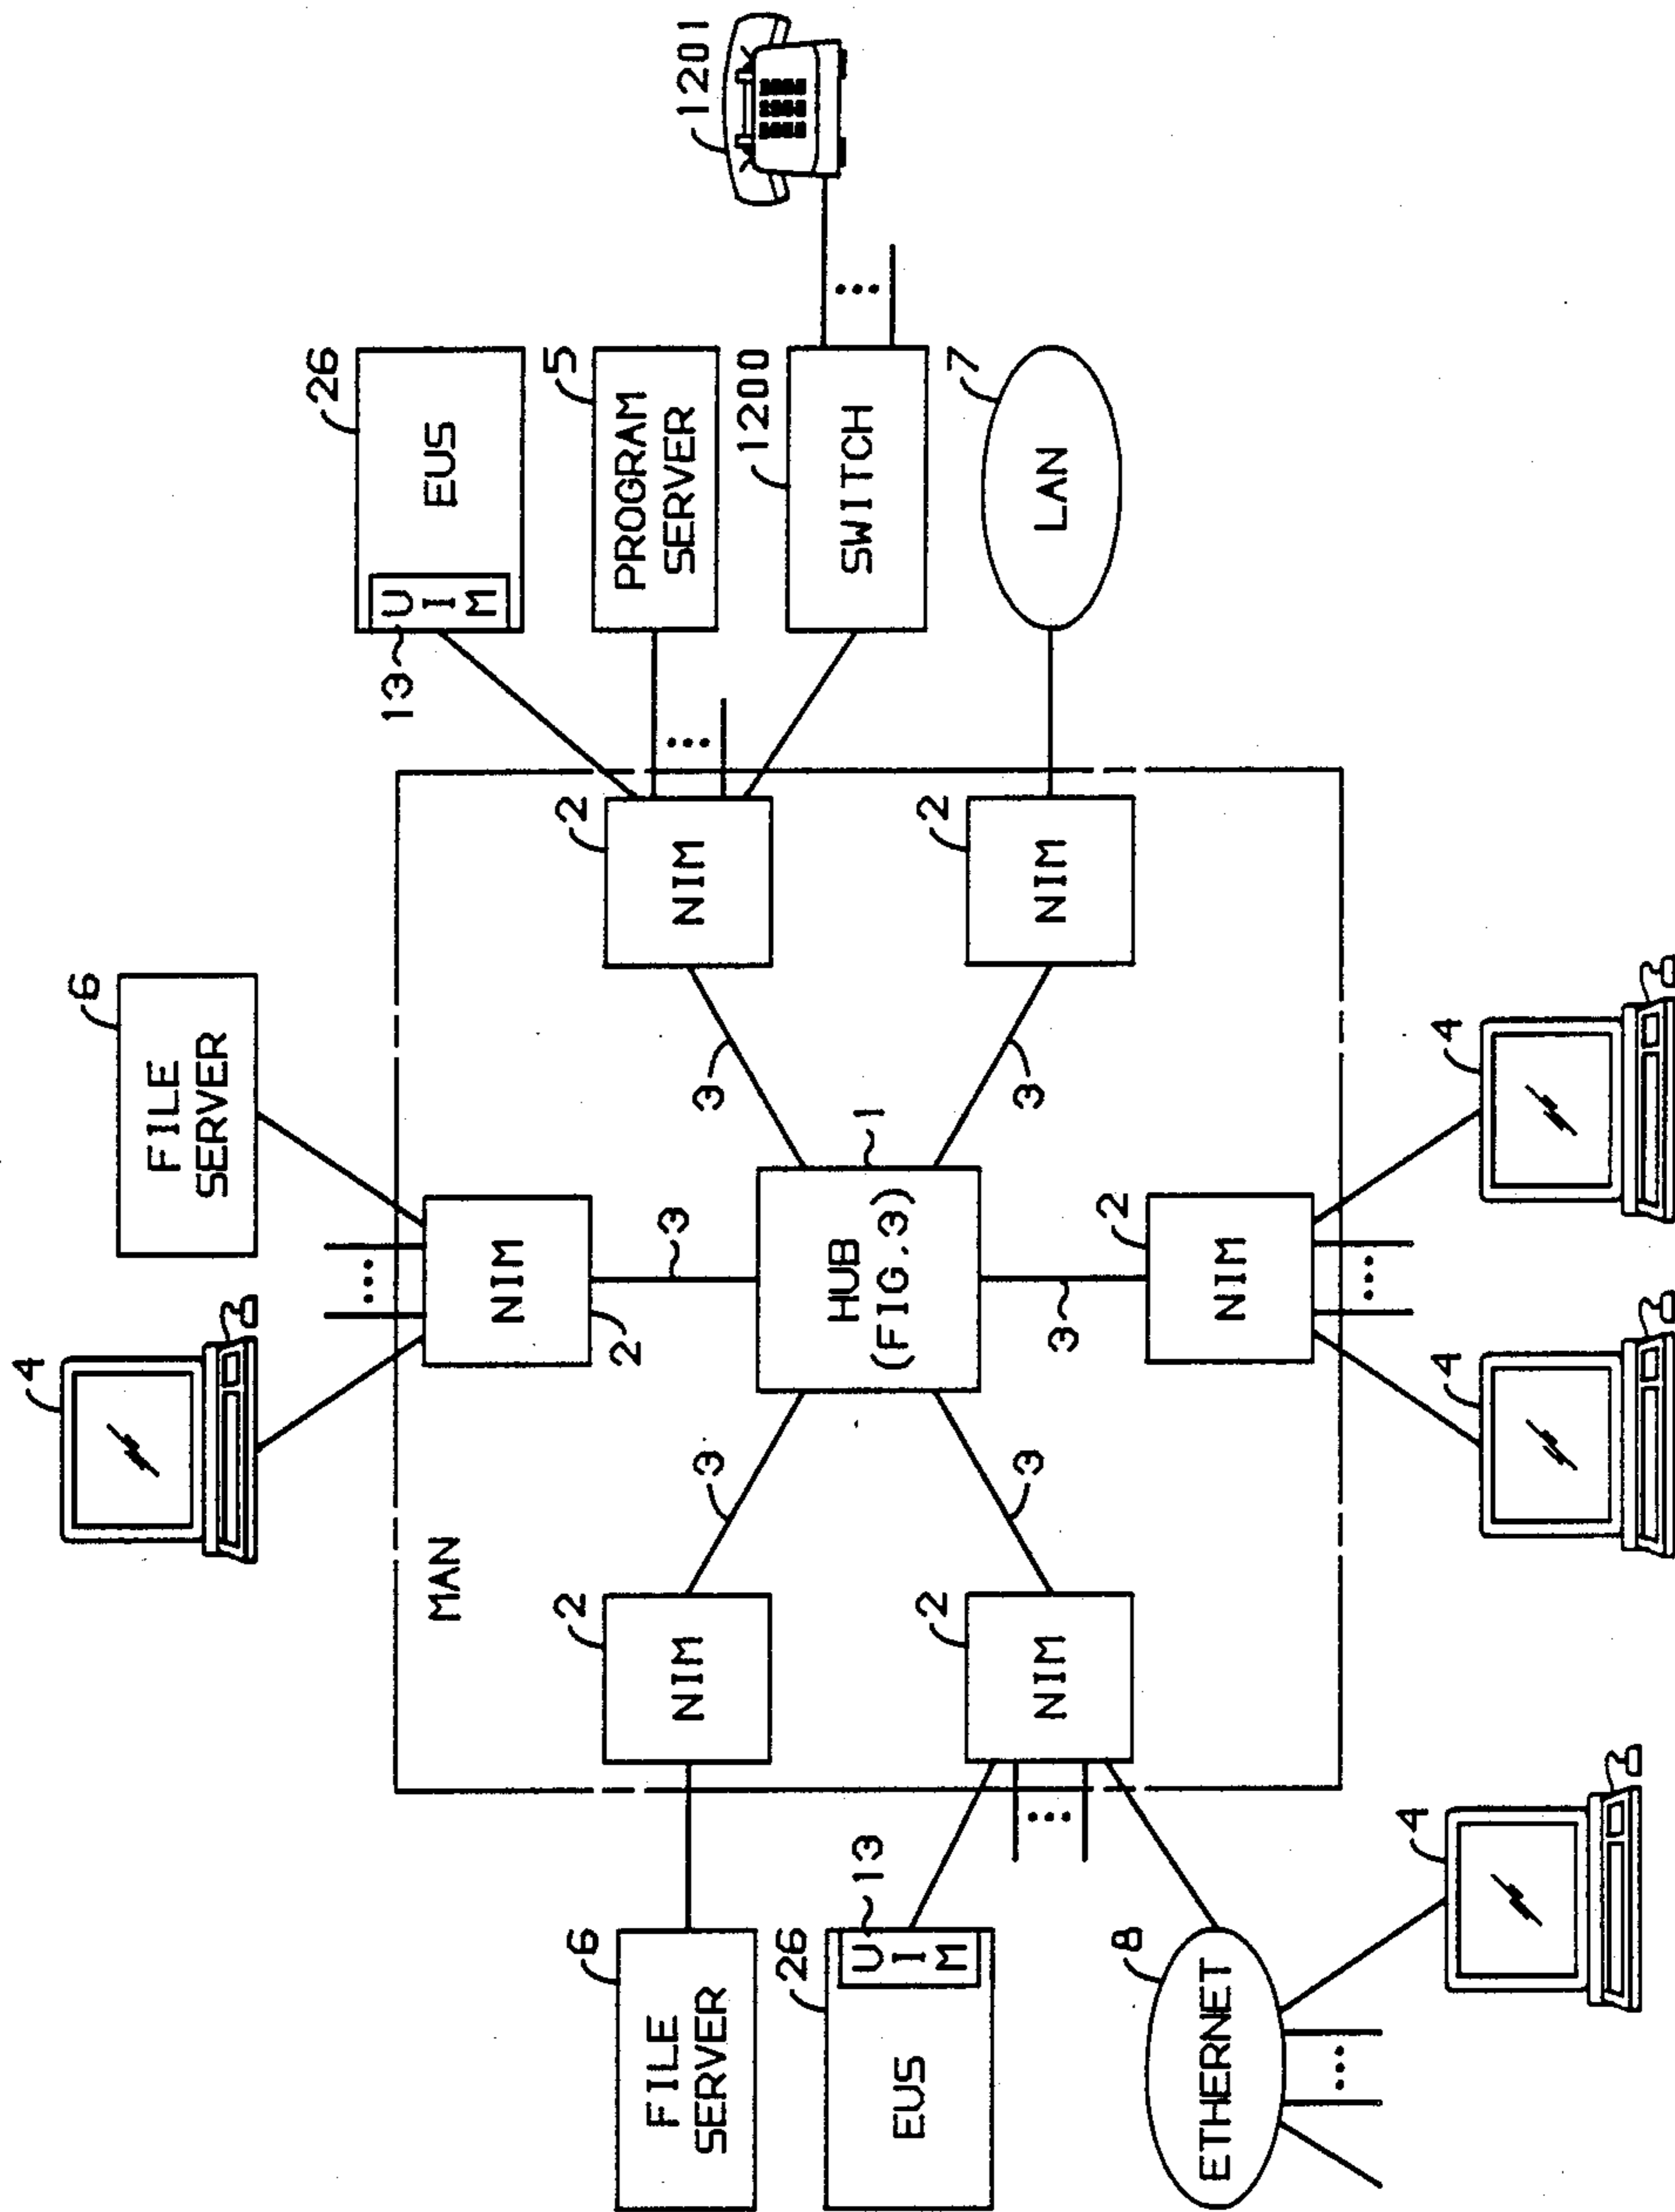 4
6
FILE
SERVER
MAN
NIM
2
3
6
FILE
SERVER
2
NIM
3
2
NIM
3
13
26
EUS
U
I
M
5
PROGRAM
SERVER
1200
SWITCH
1201
26
EUS
U
I
M
13
HUB
(FIG.3)
1
2
NIM
3
3
2
NIM
3
2
NIM
7
LAN
8
ETHERNET
4
4
4